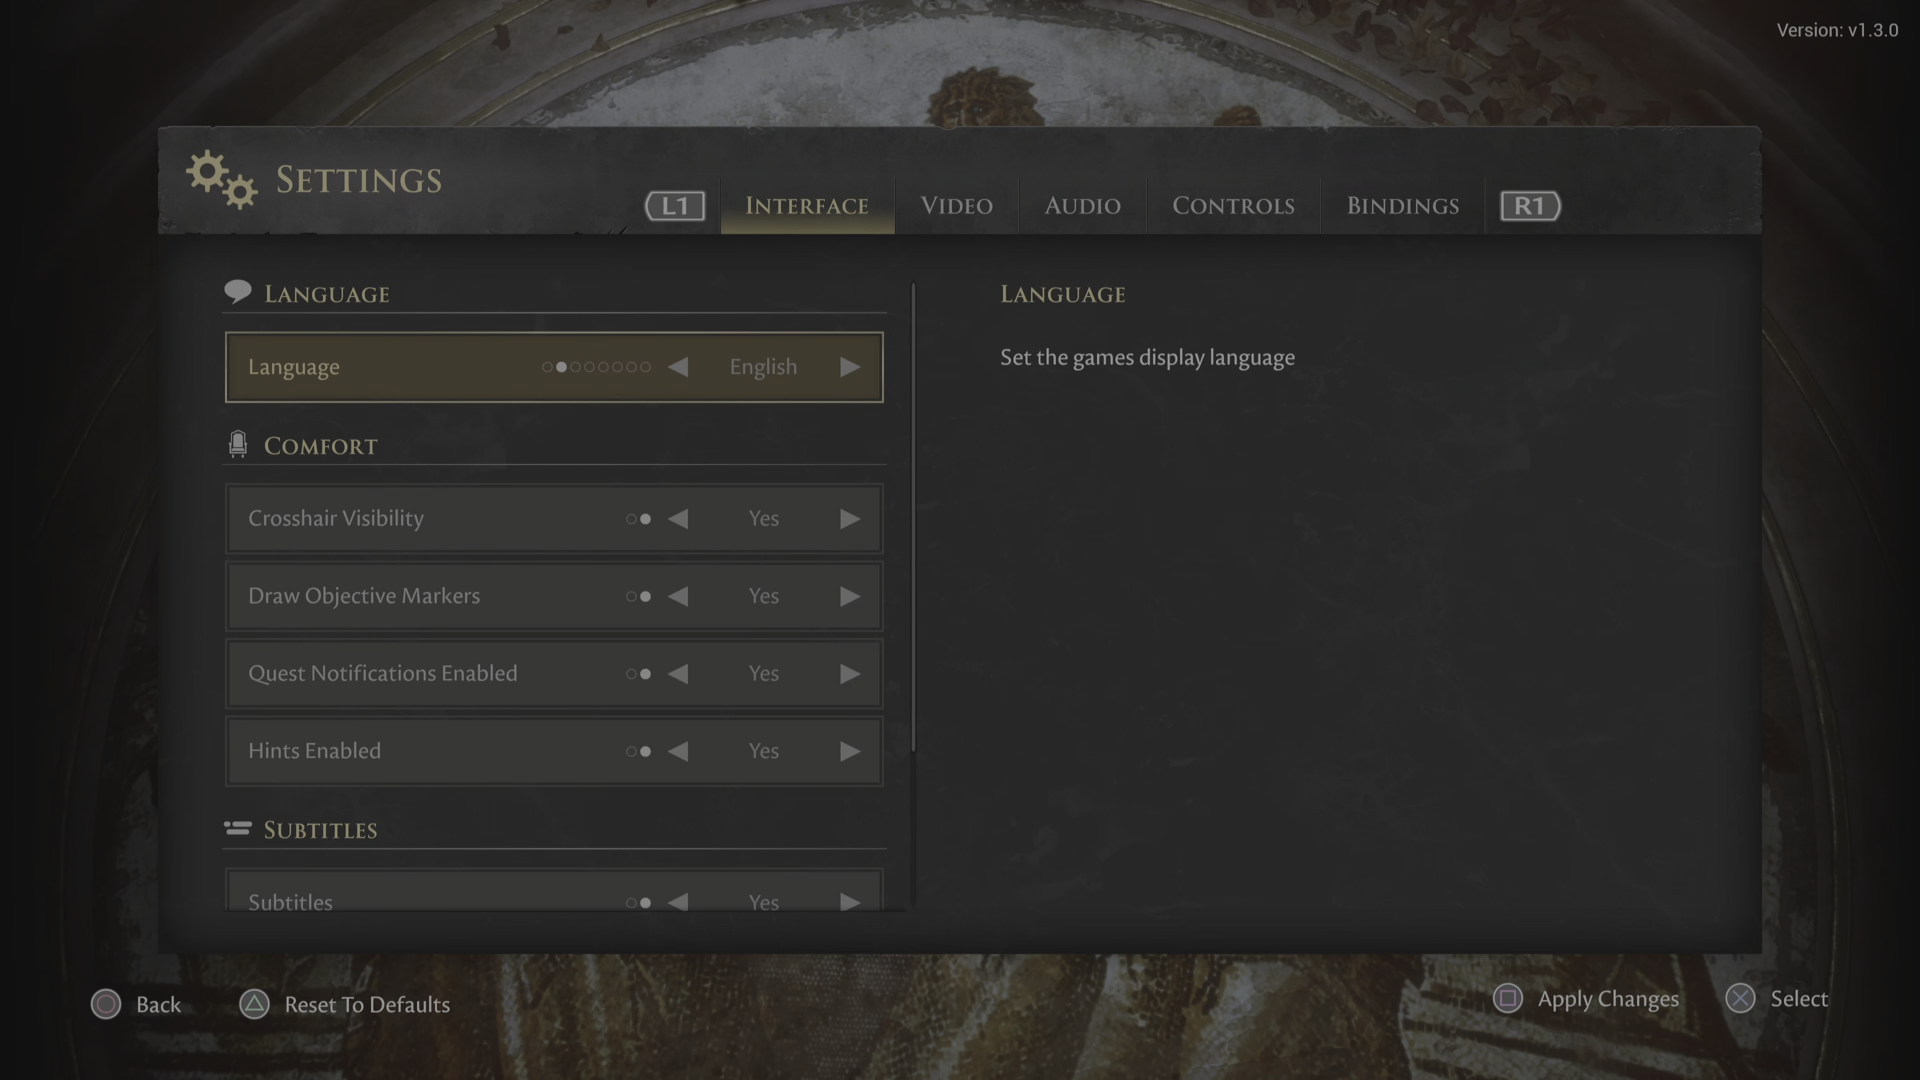 Version: v1.3.0
SETTINGS
L1 INTERFACE VIDEO AUDIO CONTROLS BINDINGS R1
LANGUAGE
Language English
COMFORT
Crosshair Visibility Yes
Draw Objective Markers Yes
Quest Notifications Enabled Yes
Hints Enabled Yes
SUBTITLES
Subtitles Yes
LANGUAGE
Set the games display language
Back Reset To Defaults Apply Changes Select